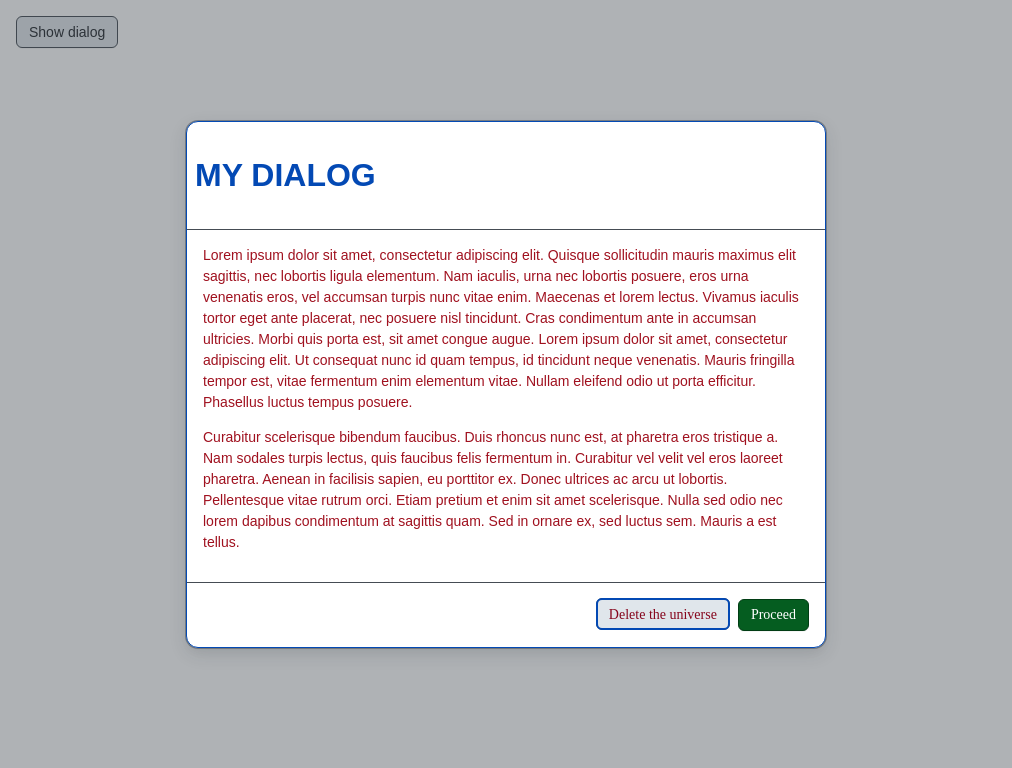 Show dialog
MY DIALOG
Lorem ipsum dolor sit amet, consectetur adipiscing elit. Quisque sollicitudin mauris maximus elit
sagittis, nec lobortis ligula elementum. Nam iaculis, urna nec lobortis posuere, eros urna
venenatis eros, vel accumsan turpis nunc vitae enim. Maecenas et lorem lectus. Vivamus iaculis
tortor eget ante placerat, nec posuere nisl tincidunt. Cras condimentum ante in accumsan
ultricies. Morbi quis porta est, sit amet congue augue. Lorem ipsum dolor sit amet, consectetur
adipiscing elit. Ut consequat nunc id quam tempus, id tincidunt neque venenatis. Mauris fringilla
tempor est, vitae fermentum enim elementum vitae. Nullam eleifend odio ut porta efficitur.
Phasellus luctus tempus posuere.
Curabitur scelerisque bibendum faucibus. Duis rhoncus nunc est, at pharetra eros tristique a.
Nam sodales turpis lectus, quis faucibus felis fermentum in. Curabitur vel velit vel eros laoreet
pharetra. Aenean in facilisis sapien, eu porttitor ex. Donec ultrices ac arcu ut lobortis.
Pellentesque vitae rutrum orci. Etiam pretium et enim sit amet scelerisque. Nulla sed odio nec
lorem dapibus condimentum at sagittis quam. Sed in ornare ex, sed luctus sem. Mauris a est
tellus.
Delete the universe Proceed